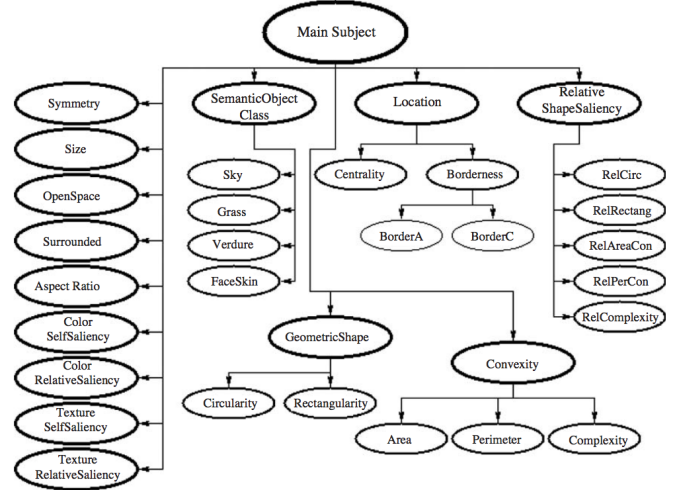 Main Subject
Symmetry
Size
OpenSpace
Surrounded
Aspect Ratio
Color
SelfSaliency
Color
RelativeSaliency
Texture
SelfSaliency
Texture
RelativeSaliency
SemanticObject
Class
Sky
Grass
Verdure
FaceSkin
Location
Centrality
Borderness
BorderA
BorderC
Relative
ShapeSaliency
RelCirc
RelRectang
RelAreaCon
RelPerCon
RelComplexity
GeometricShape
Circularity
Rectangularity
Convexity
Area
Perimeter
Complexity